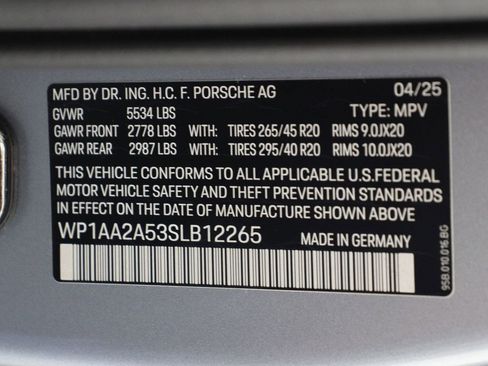 MFD BY DR. ING. H.C. F. PORSCHE AG 04/25
GVWR 5534 LBS TYPE: MPV
GAWR FRONT 2778 LBS WITH: TIRES 265/45 R20 RIMS 9.0JX20
GAWR REAR 2987 LBS WITH: TIRES 295/40 R20 RIMS 10.0JX20
THIS VEHICLE CONFORMS TO ALL APPLICABLE U.S.FEDERAL
MOTOR VEHICLE SAFETY AND THEFT PREVENTION STANDARDS
IN EFFECT ON THE DATE OF MANUFACTURE SHOWN ABOVE
WP1AA2A53SLB12265 MADE IN GERMANY
95B.010.016.BG